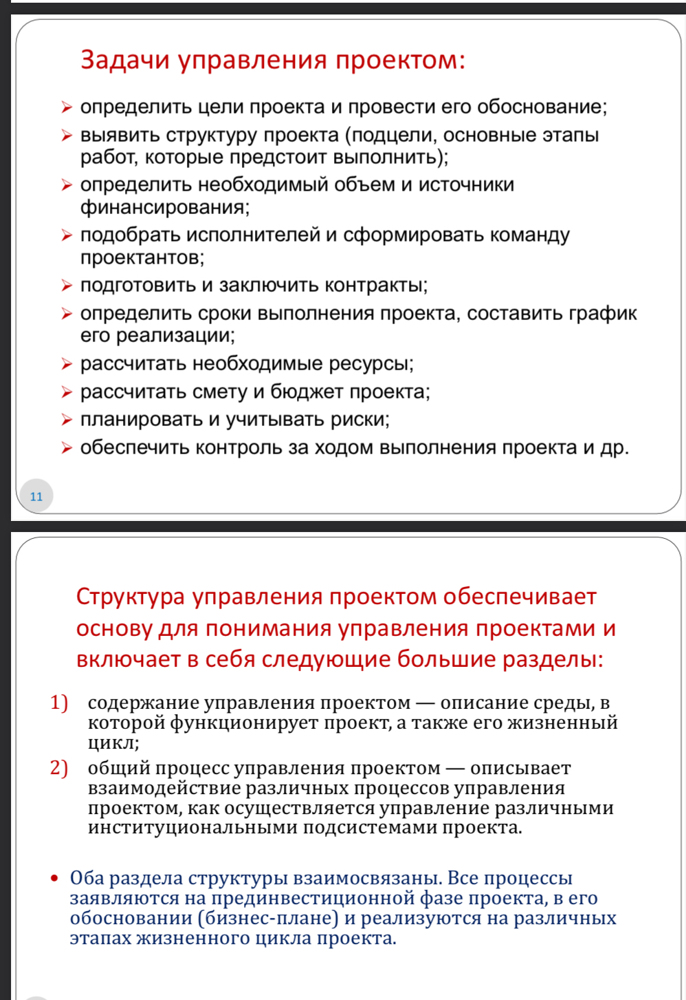 Задачи управления проектом:
➢ определить цели проекта и провести его обоснование;
➢ выявить структуру проекта (подцели, основные этапы
работ, которые предстоит выполнить);
➢ определить необходимый объем и источники
финансирования;
➢ подобрать исполнителей и сформировать команду
проектантов;
➢ подготовить и заключить контракты;
➢ определить сроки выполнения проекта, составить график
его реализации;
➢ рассчитать необходимые ресурсы;
➢ рассчитать смету и бюджет проекта;
➢ планировать и учитывать риски;
➢ обеспечить контроль за ходом выполнения проекта и др.
11
Структура управления проектом обеспечивает
основу для понимания управления проектами и
включает в себя следующие большие разделы:
1) содержание управления проектом — описание среды, в
которой функционирует проект, а также его жизненный
цикл;
2) общий процесс управления проектом — описывает
взаимодействие различных процессов управления
проектом, как осуществляется управление различными
институциональными подсистемами проекта.
• Оба раздела структуры взаимосвязаны. Все процессы
заявляются на прединвестиционной фазе проекта, в его
обосновании (бизнес-плане) и реализуются на различных
этапах жизненного цикла проекта.